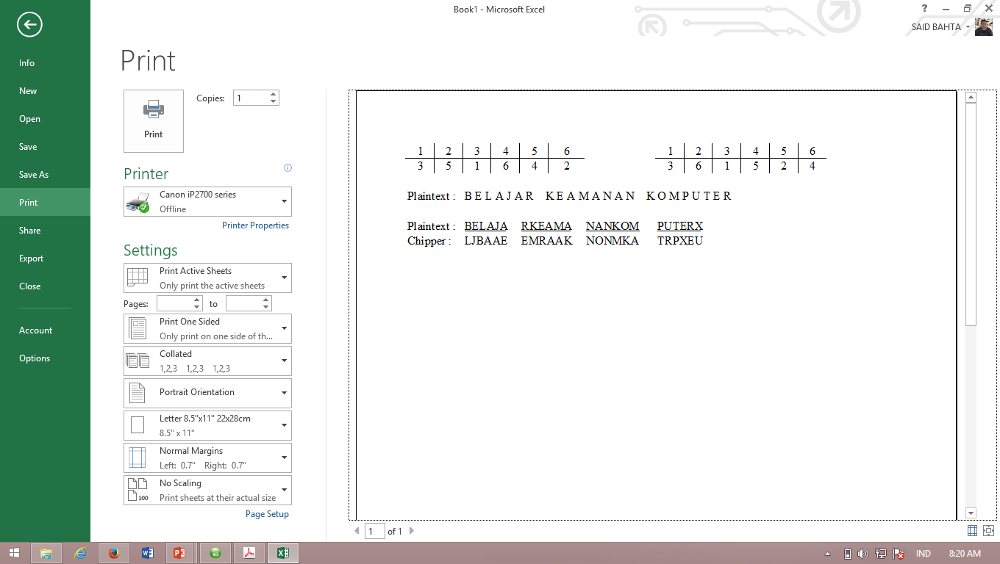 Book1 - Microsoft Excel
?
SAID BAHTA
Info
New
Open
Save
Save As
Print
Share
Export
Close
Account
Options
Print
Print
Copies: 1
Printer
Canon iP2700 series
Offline
Printer Properties
Settings
Print Active Sheets
Only print the active sheets
Pages: to
Print One Sided
Only print on one side of th...
Collated
1,2,3 1,2,3 1,2,3
Portrait Orientation
Letter 8.5"x11" 22x28cm
8.5" x 11"
Normal Margins
Left: 0.7" Right: 0.7"
No Scaling
100 Print sheets at their actual size
Page Setup
1 2 3 4 5 6 1 2 3 4 5 6
3 5 1 6 4 2 3 6 1 5 2 4
Plaintext : B E L A J A R K E A M A N A N K O M P U T E R
Plaintext : BELAJA RKEAMA NANKOM PUTERX
Chipper : LJBAAE EMRAAK NONMKA TRPXEU
1 of 1
IND 8:20 AM